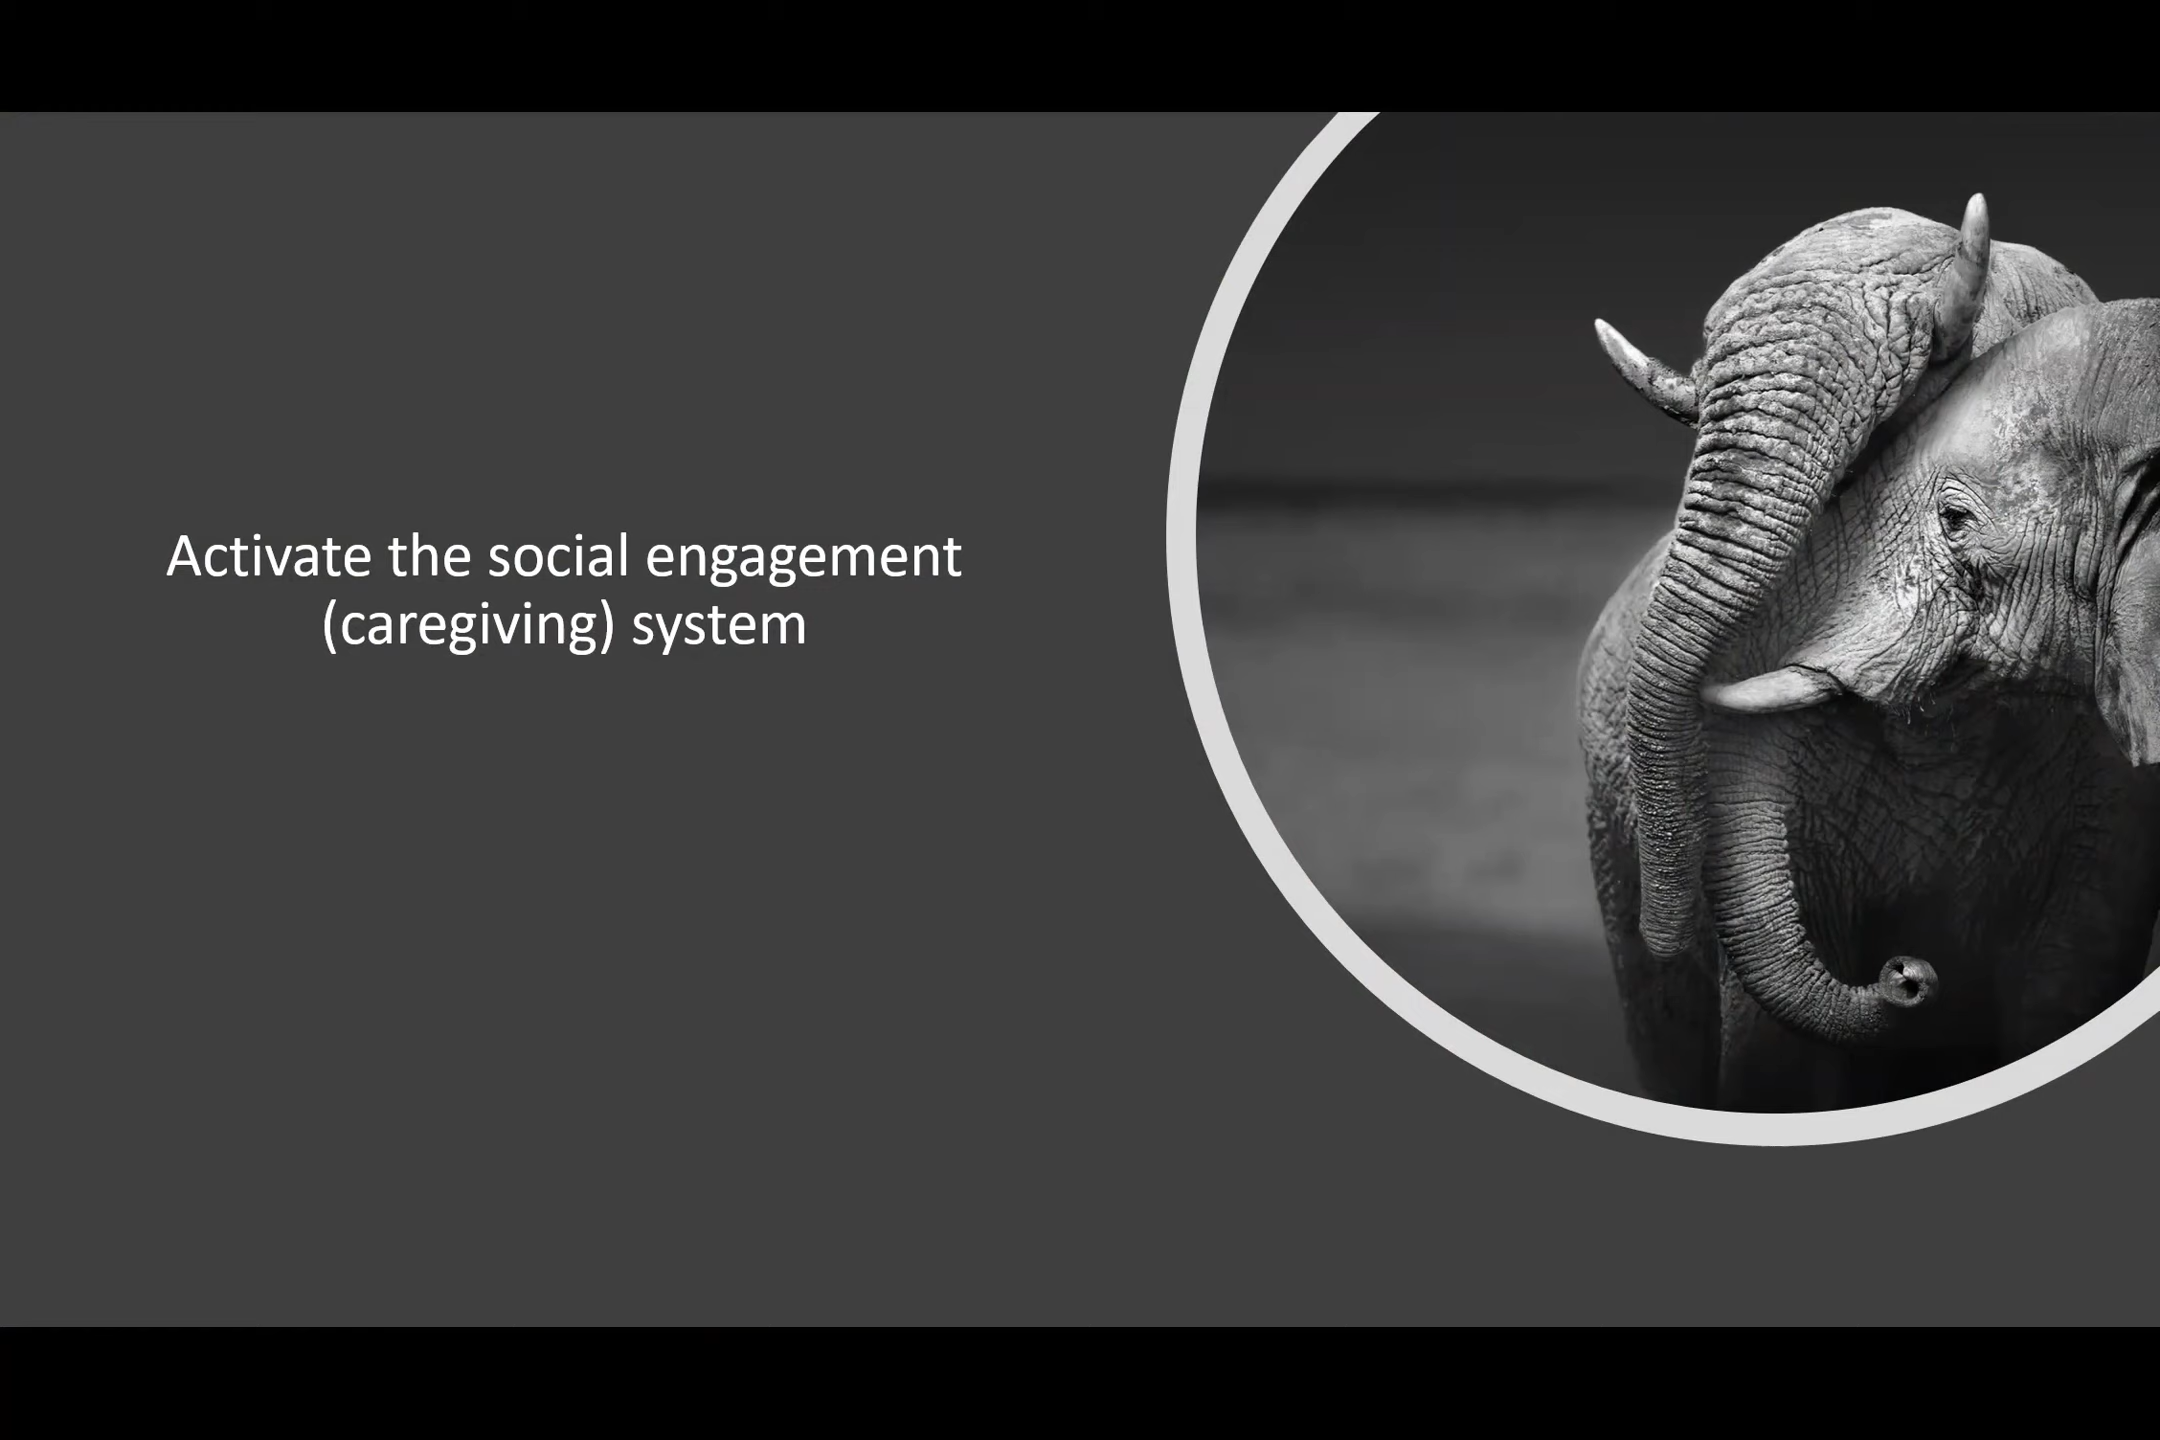 Activate the social engagement
(caregiving) system